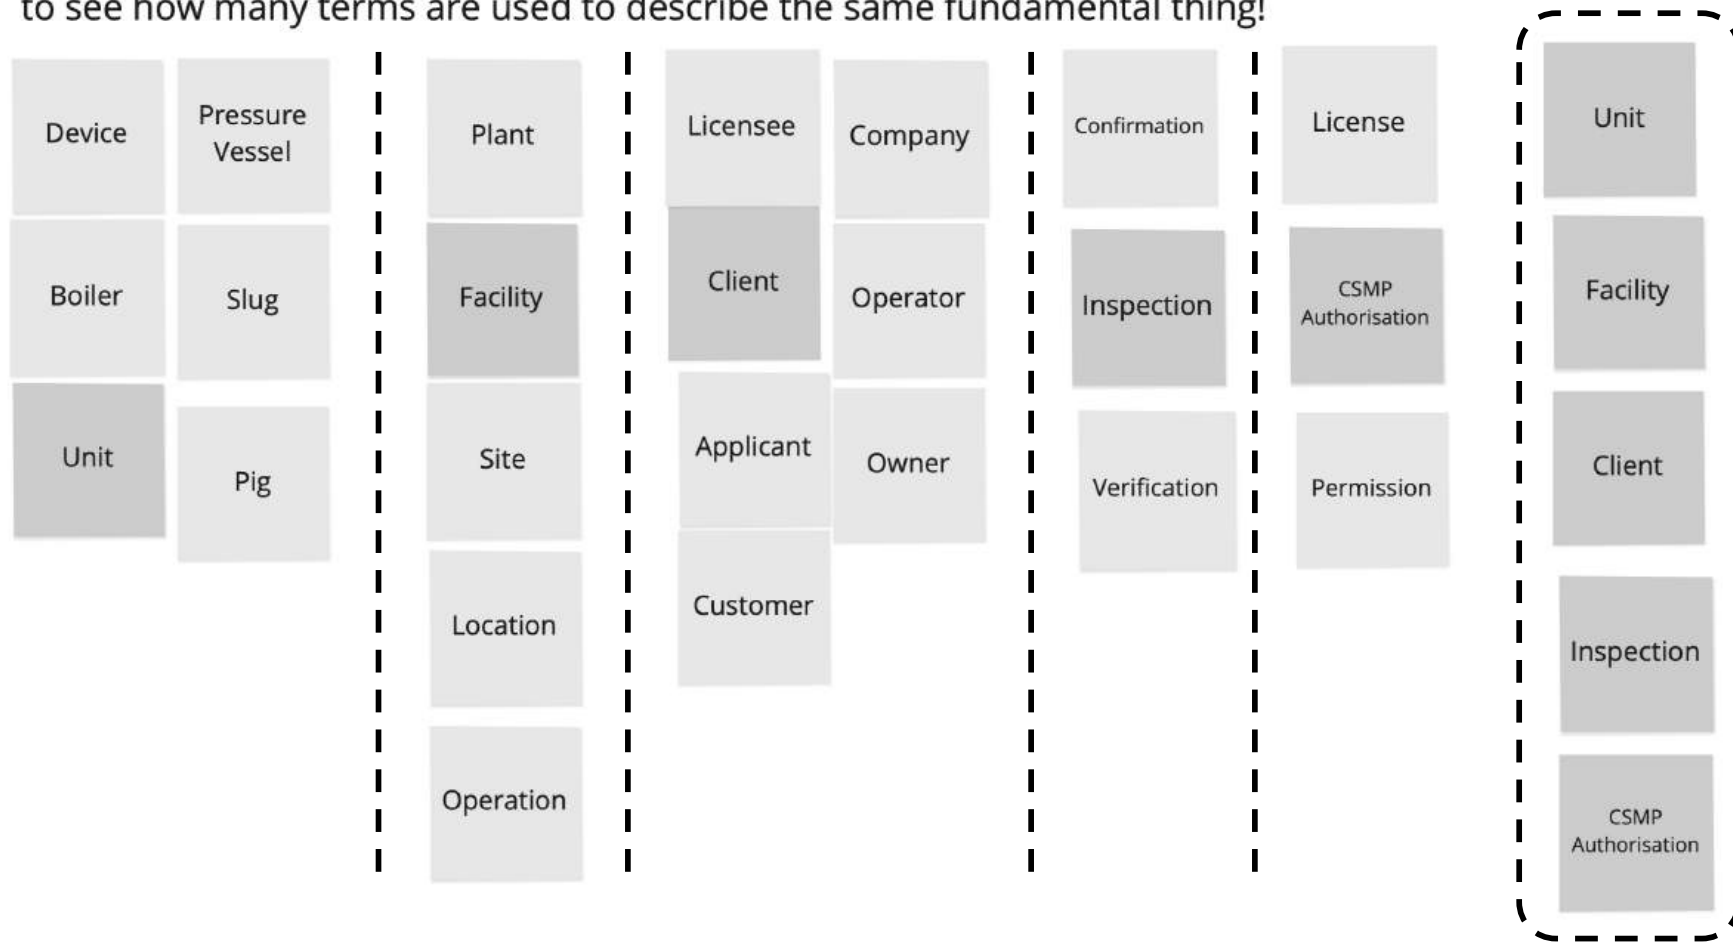 to see how many terms are used to describe the same fundamental thing!
Device
Pressure
Vessel
Boiler
Slug
Unit
Pig
Plant
Facility
Site
Location
Operation
Licensee
Company
Client
Operator
Applicant
Owner
Customer
Confirmation
Inspection
Verification
License
CSMP
Authorisation
Permission
Unit
Facility
Client
Inspection
CSMP
Authorisation